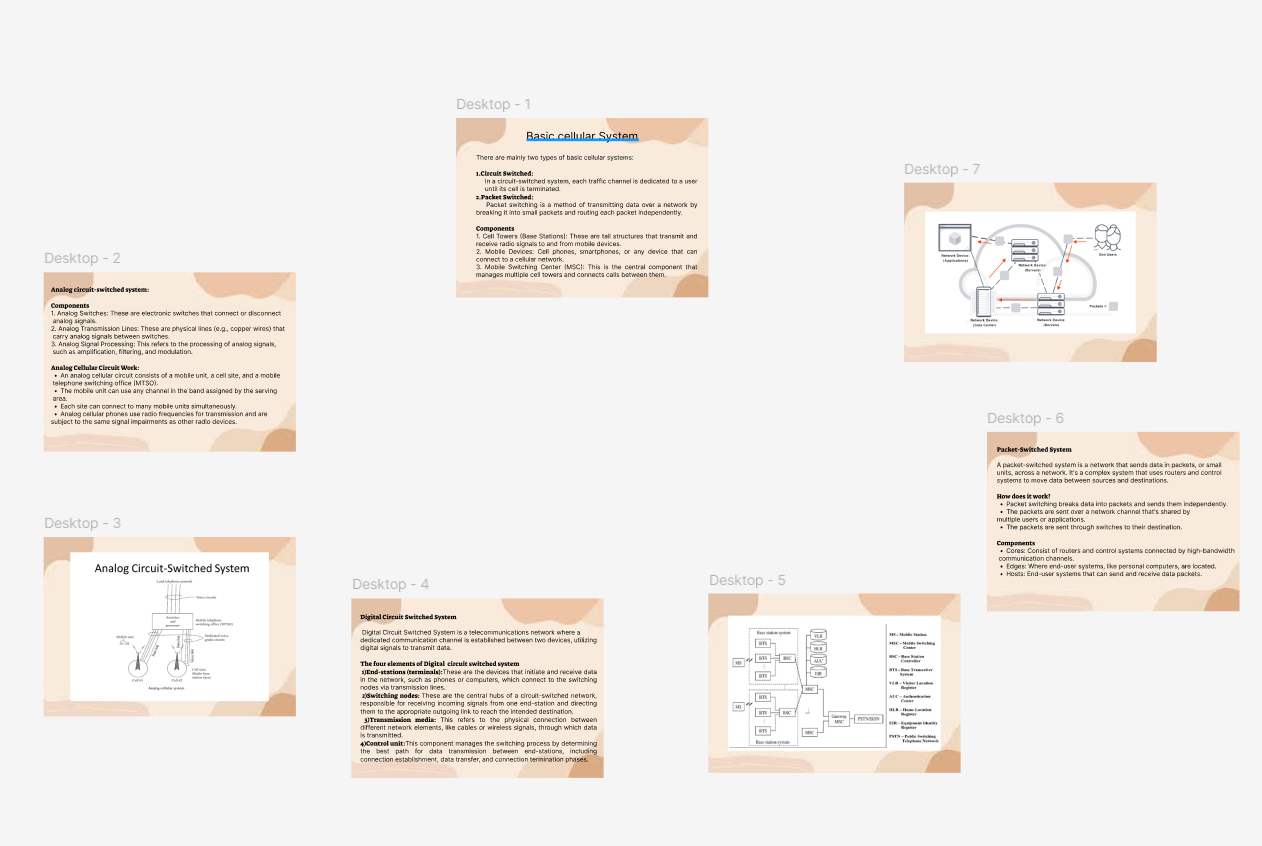 Desktop - 1
Basic cellular System
There are mainly two types of basic cellular systems:
1.Circuit Switched:
In a circuit-switched system, each traffic channel is dedicated to a user
until its cell is terminated.
2.Packet Switched:
Packet switching is a method of transmitting data over a network by
breaking it into small packets and routing each packet independently.
Components
1. Cell Towers (Base Stations): These are tall structures that transmit and
receive radio signals to and from mobile devices.
2. Mobile Devices: Cell phones, smartphones, or any device that can
connect to a cellular network.
3. Mobile Switching Center (MSC): This is the central component that
manages multiple cell towers and connects calls between them.
Desktop - 2
Analog circuit-switched system:
Components
1. Analog Switches: These are electronic switches that connect or disconnect
analog signals.
2. Analog Transmission Lines: These are physical lines (e.g., copper wires) that
carry analog signals between switches.
3. Analog Signal Processing: This refers to the processing of analog signals,
such as amplification, filtering, and modulation.
Analog Cellular Circuit Work:
• An analog cellular circuit consists of a mobile unit, a cell site, and a mobile
telephone switching office (MTSO).
• The mobile unit can use any channel in the band assigned by the serving
area.
• Each site can connect to many mobile units simultaneously.
• Analog cellular phones use radio frequencies for transmission and are
subject to the same signal impairments as other radio devices.
Desktop - 3
Analog Circuit-Switched System
Land telephone network
Voice circuits
Switches
and
processor
Mobile telephone
switching office (MTSO)
Mobile unit
Dedicated voice
grade circuits
Cell sites
Cell #1
Cell #2
Analog cellular system
Desktop - 4
Digital Circuit Switched System
Digital Circuit Switched System is a telecommunications network where a
dedicated communication channel is established between two devices, utilizing
digital signals to transmit data.
The four elements of Digital circuit switched system
1)End-stations (terminals):These are the devices that initiate and receive data
in the network, such as phones or computers, which connect to the switching
nodes via transmission lines.
2)Switching nodes: These are the central hubs of a circuit-switched network,
responsible for receiving incoming signals from one end-station and directing
them to the appropriate outgoing link to reach the intended destination.
3)Transmission media: This refers to the physical connection between
different network elements, like cables or wireless signals, through which data
is transmitted.
4)Control unit:This component manages the switching process by determining
the best path for data transmission between end-stations, including
connection establishment, data transfer, and connection termination phases.
Desktop - 5
Base station system
BTS
MS
BTS
BSC
BTS
VLR
HLR
AUC
EIR
MSC
BTS
MS
BTS
BSC
BTS
Base station system
MSC
Gateway
MSC
PSTN/ISDN
MS : Mobile Station
MSC – Mobile Switching
Center
BSC – Base Station
Controller
BTS – Base Transceiver
System
VLR – Visitor Location
Register
AUC – Authentication
Center
HLR – Home Location
Register
EIR – Equipment Identity
Register
PSTN – Public Switching
Telephone Network
Desktop - 6
Packet-Switched System
A packet-switched system is a network that sends data in packets, or small
units, across a network. It's a complex system that uses routers and control
systems to move data between sources and destinations.
How does it work?
• Packet switching breaks data into packets and sends them independently.
• The packets are sent over a network channel that's shared by
multiple users or applications.
• The packets are sent through switches to their destination.
Components
• Cores: Consist of routers and control systems connected by high-bandwidth
communication channels.
• Edges: Where end-user systems, like personal computers, are located.
• Hosts: End-user systems that can send and receive data packets.
Desktop - 7
Network Device:
(Applications)
Network Device:
(Servers)
End Users
Network Device:
(Data Center)
Network Device:
(Servers)
Packets =